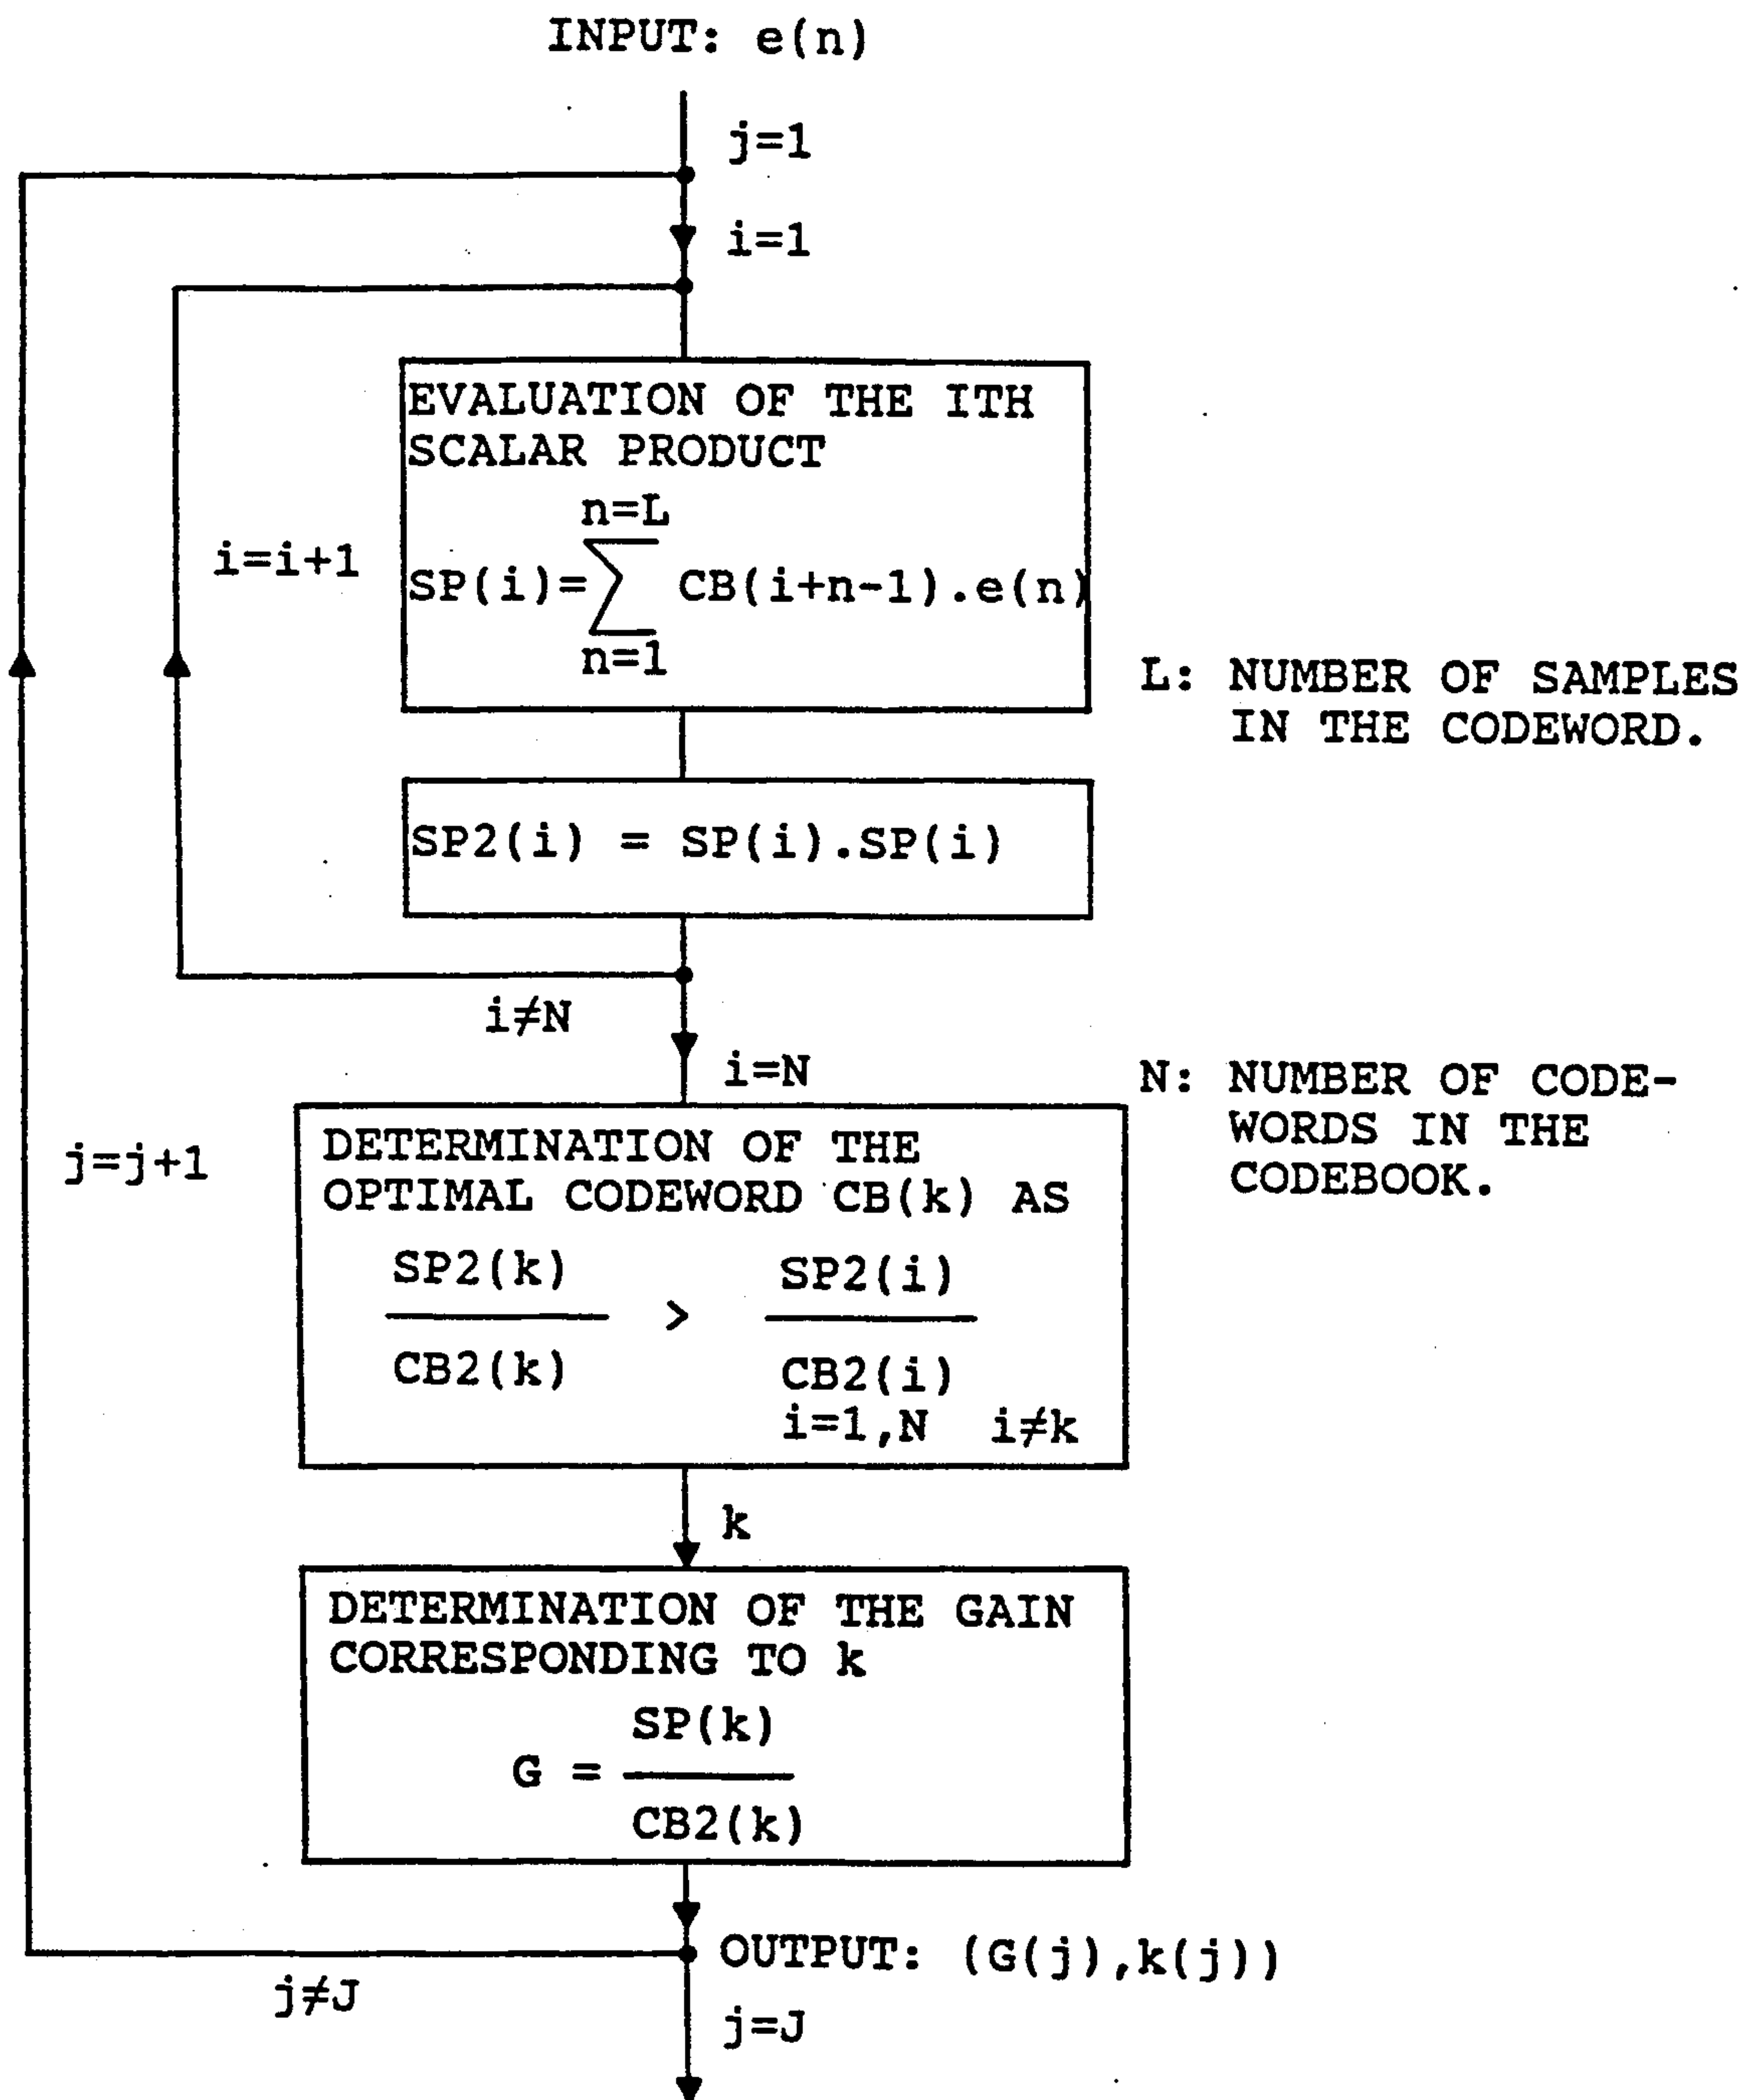 INPUT: e(n)
j=1
i=1
EVALUATION OF THE ITH
SCALAR PRODUCT
n=L
SP(i)=∑ CB(i+n-1).e(n)
n=1
i=i+1
L: NUMBER OF SAMPLES
IN THE CODEWORD.
SP2(i) = SP(i).SP(i)
i≠N
i=N
N: NUMBER OF CODE-
WORDS IN THE
CODEBOOK.
j=j+1
DETERMINATION OF THE
OPTIMAL CODEWORD CB(k) AS
SP2(k) > SP2(i)
CB2(k) CB2(i)
i=1,N i≠k
k
DETERMINATION OF THE GAIN
CORRESPONDING TO k
SP(k)
G =
CB2(k)
OUTPUT: (G(j),k(j))
j≠J
j=J